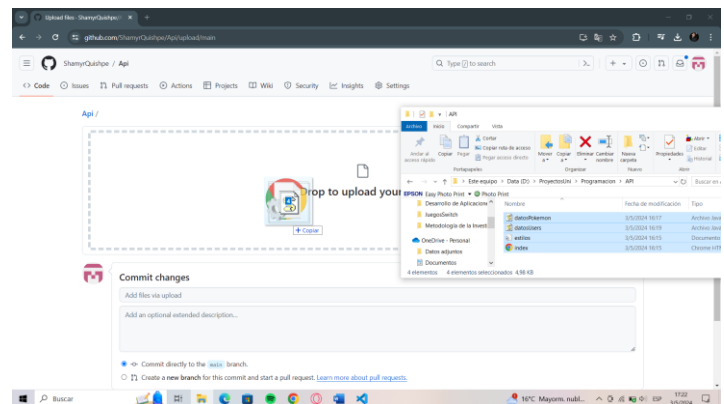 Upload files · ShamyrQuishpe/
github.com/ShamyrQuishpe/Api/upload/main
ShamyrQuishpe / Api
Type / to search
Code Issues Pull requests Actions Projects Wiki Security Insights Settings
Api /
Drop to upload your
+ Copiar
API
Archivo Inicio Compartir Vista
Anclar al acceso rápido
Copiar
Pegar
Cortar
Copiar ruta de acceso
Pegar acceso directo
Mover a
Copiar a
Eliminar
Cambiar nombre
Nueva carpeta
Propiedades
Abrir
Editar
Historial
Portapapeles
Organizar
Nuevo
Abrir
Este equipo > Data (D:) > ProyectosUni > Programacion > API
Buscar en
EPSON Easy Photo Print Photo Print
Desarrollo de Aplicacion
JuegosSwitch
Metodología de la Invest
OneDrive - Personal
Datos adjuntos
Documentos
Nombre Fecha de modificación Tipo
datosPokemon 3/5/2024 16:17 Archivo Java
datosUsers 3/5/2024 16:19 Archivo Java
estilos 3/5/2024 16:15 Documento
index 3/5/2024 16:15 Chrome HTM
4 elementos 4 elementos seleccionados 4,98 KB
Commit changes
Add files via upload
Add an optional extended description...
Commit directly to the main branch.
Create a new branch for this commit and start a pull request. Learn more about pull requests.
Buscar
16°C Mayorm. nubl...
ESP
17:22
3/5/2024